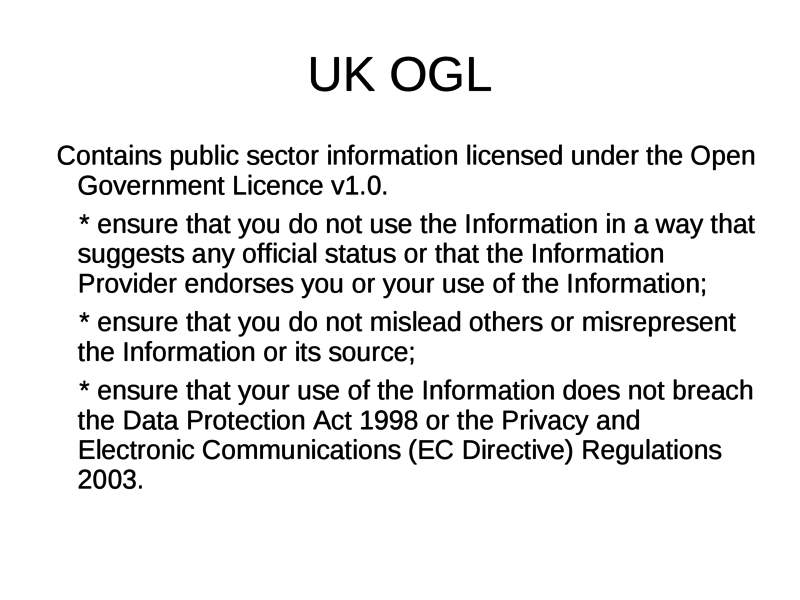 UK OGL
Contains public sector information licensed under the Open
Government Licence v1.0.
* ensure that you do not use the Information in a way that
suggests any official status or that the Information
Provider endorses you or your use of the Information;
* ensure that you do not mislead others or misrepresent
the Information or its source;
* ensure that your use of the Information does not breach
the Data Protection Act 1998 or the Privacy and
Electronic Communications (EC Directive) Regulations
2003.